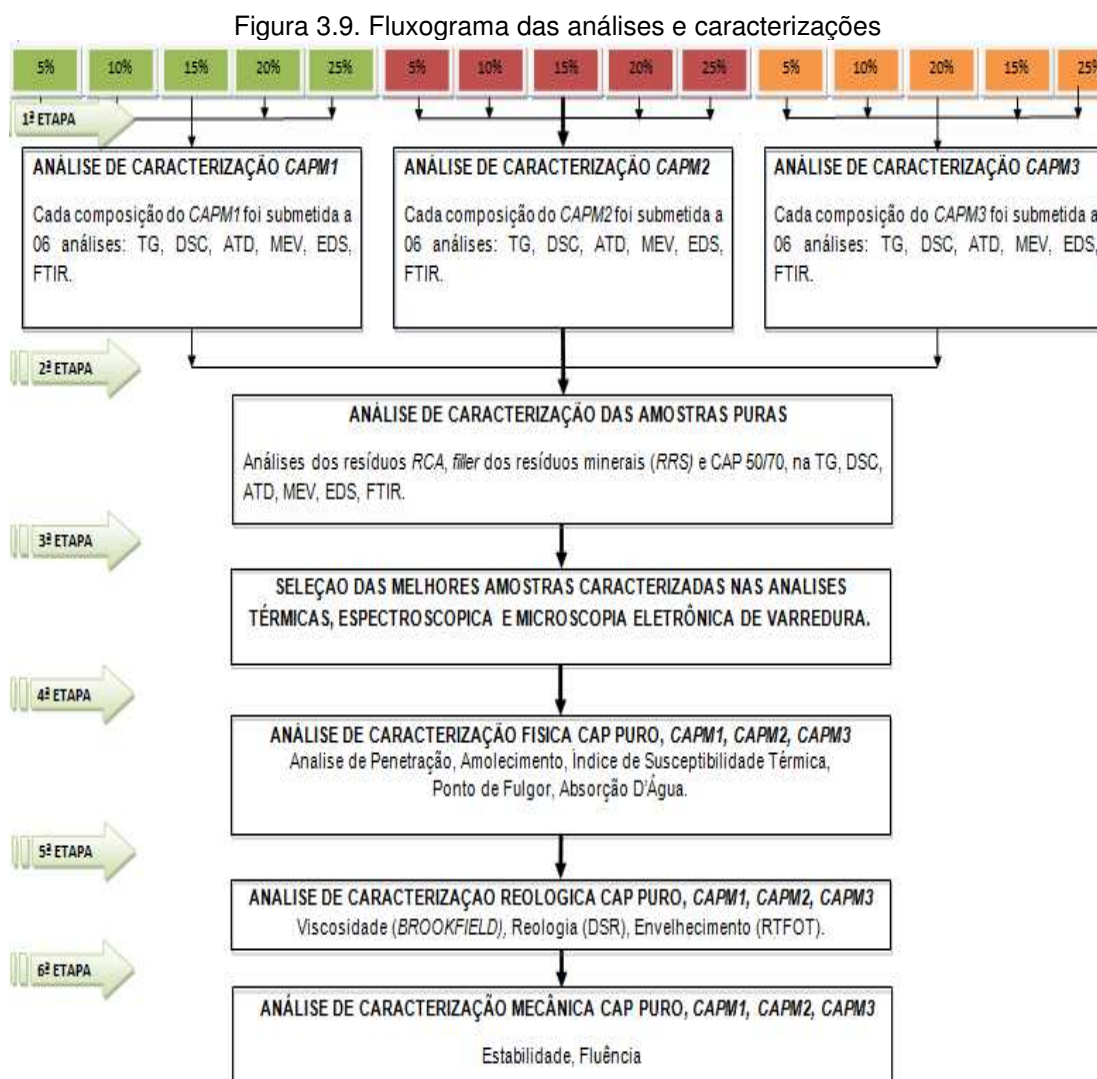 Figura 3.9. Fluxograma das análises e caracterizações
5% 10% 15% 20% 25% 5% 10% 15% 20% 25% 5% 10% 20% 15% 25%
1ª ETAPA
ANÁLISE DE CARACTERIZAÇÃO CAPM1
Cada composição do CAPM1 foi submetida a
06 análises: TG, DSC, ATD, MEV, EDS,
FTIR.
ANÁLISE DE CARACTERIZAÇÃO CAPM2
Cada composição do CAPM2 foi submetida a
06 análises: TG, DSC, ATD, MEV, EDS,
FTIR.
ANÁLISE DE CARACTERIZAÇÃO CAPM3
Cada composição do CAPM3 foi submetida a
06 análises: TG, DSC, ATD, MEV, EDS,
FTIR.
2ª ETAPA
ANÁLISE DE CARACTERIZAÇÃO DAS AMOSTRAS PURAS
Análises dos resíduos RCA, filler dos resíduos minerais (RRS) e CAP 50/70, na TG, DSC,
ATD, MEV, EDS, FTIR.
3ª ETAPA
SELEÇAO DAS MELHORES AMOSTRAS CARACTERIZADAS NAS ANALISES
TÉRMICAS, ESPECTROSCOPICA E MICROSCOPIA ELETRÔNICA DE VARREDURA.
4ª ETAPA
ANÁLISE DE CARACTERIZAÇÃO FISICA CAP PURO, CAPM1, CAPM2, CAPM3
Analise de Penetração, Amolecimento, Índice de Susceptibilidade Térmica,
Ponto de Fulgor, Absorção D'Água.
5ª ETAPA
ANALISE DE CARACTERIZAÇAO REOLOGICA CAP PURO, CAPM1, CAPM2, CAPM3
Viscosidade (BROOKFIELD), Reologia (DSR), Envelhecimento (RTFOT).
6ª ETAPA
ANÁLISE DE CARACTERIZAÇÃO MECÂNICA CAP PURO, CAPM1, CAPM2, CAPM3
Estabilidade, Fluência